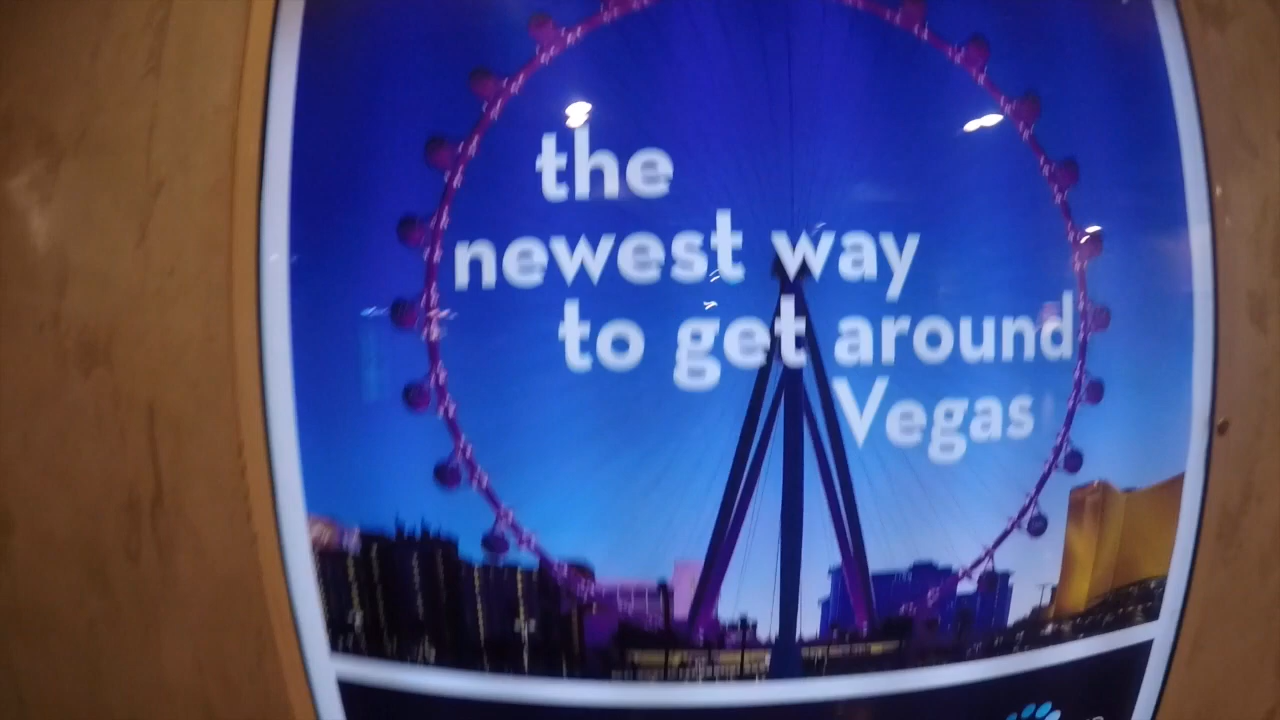 the
newest way
to get around
Vegas